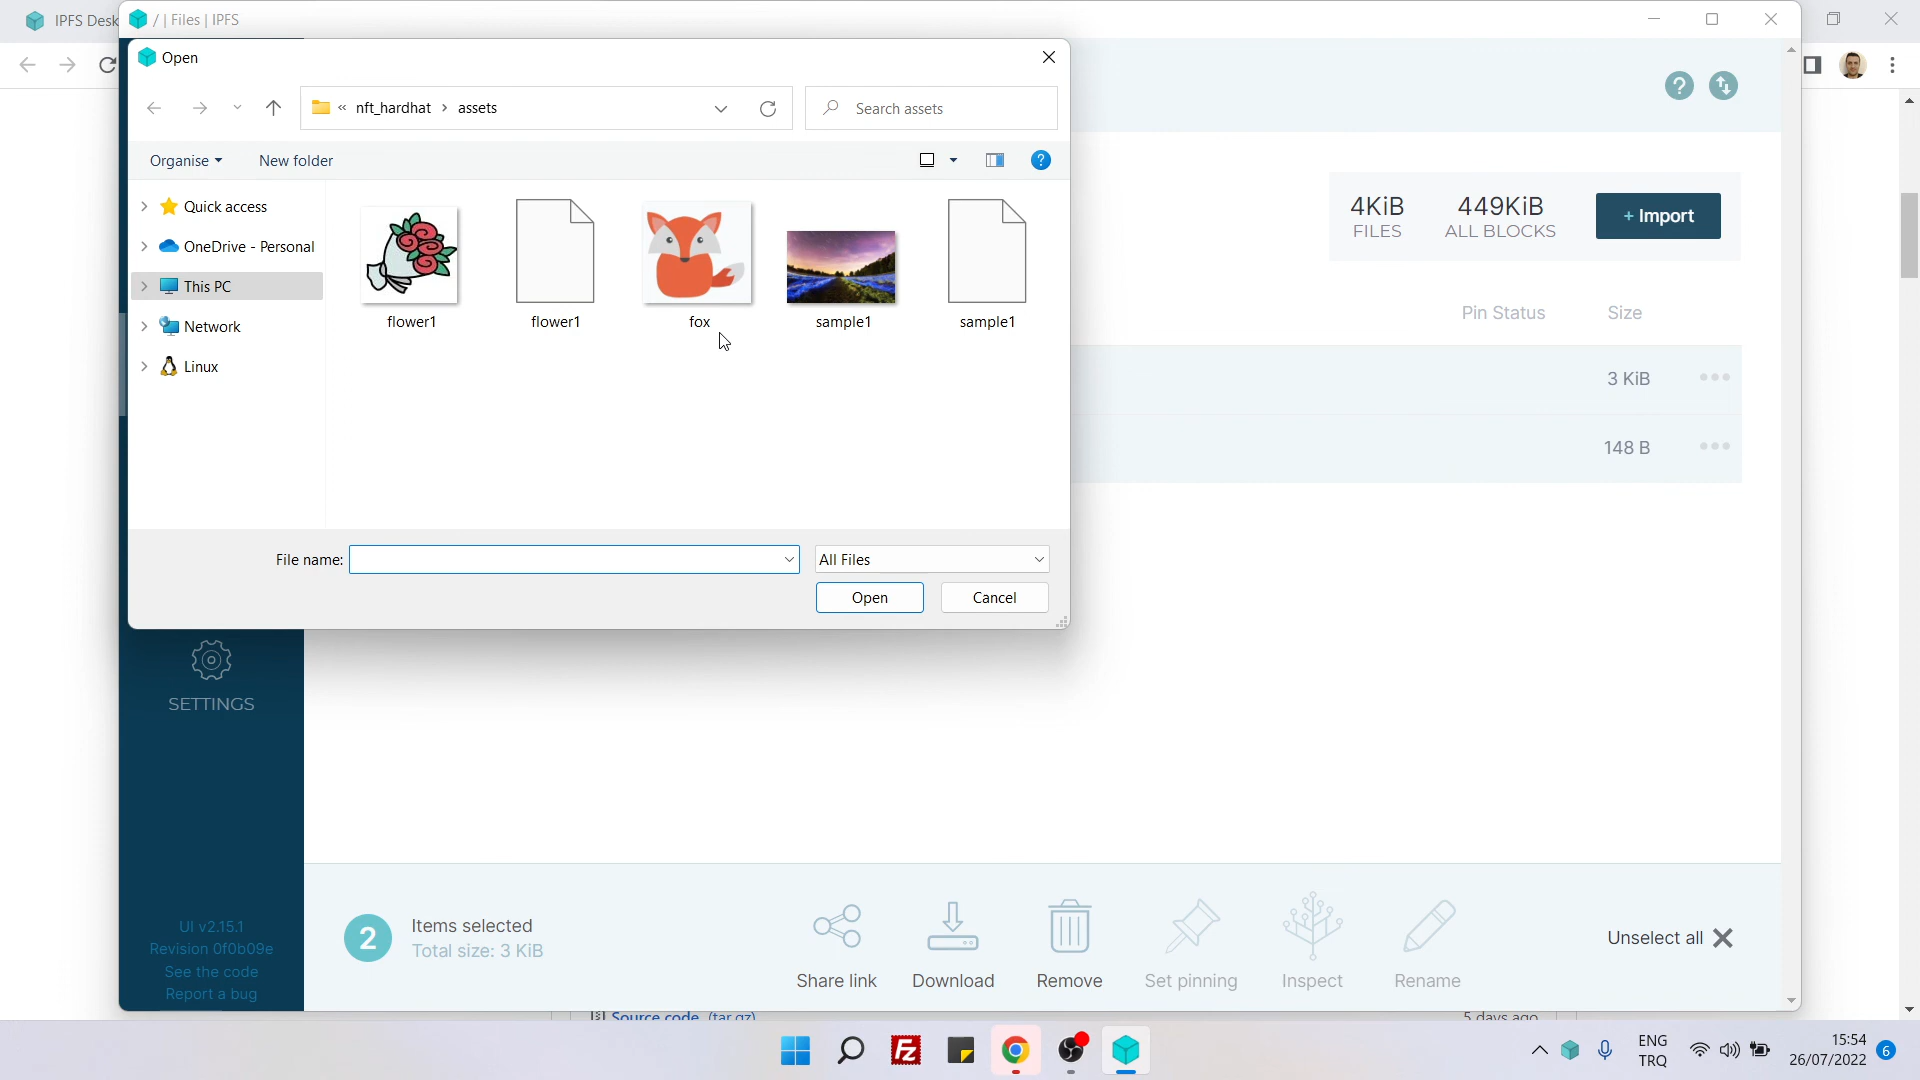 IPFS Desk
/ | Files | IPFS
Open
« nft_hardhat > assets
Search assets
Organise
New folder
Quick access
OneDrive - Personal
This PC
Network
Linux
flower1
flower1
fox
sample1
sample1
File name:
All Files
Open
Cancel
4KiB
FILES
449KiB
ALL BLOCKS
+ Import
Pin Status
Size
3 KiB
148 B
SETTINGS
UI v2.15.1
Revision 0f0b09e
See the code
Report a bug
2
Items selected
Total size: 3 KiB
Share link
Download
Remove
Set pinning
Inspect
Rename
Unselect all
Source code (tar.gz)
5 days ago
ENG
TRQ
15:54
26/07/2022
6